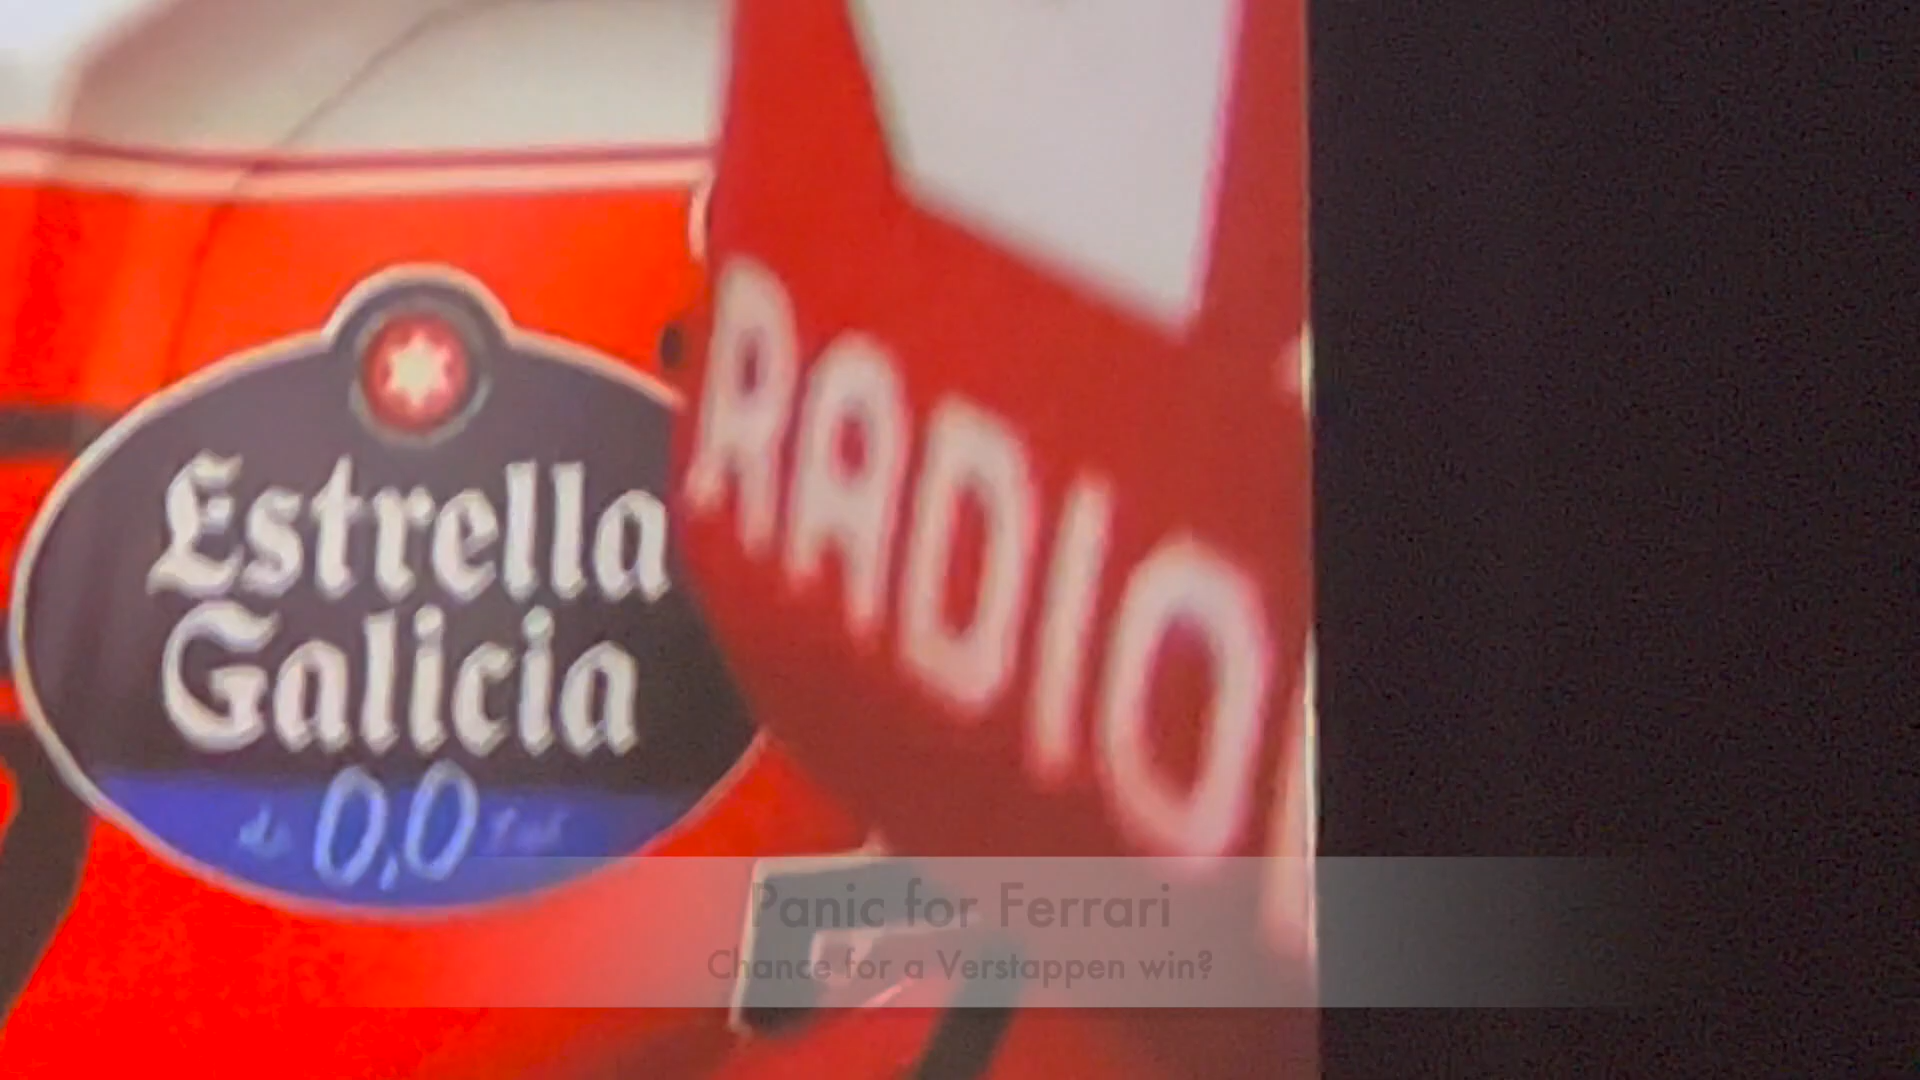 Estrella
Galicia
0,0
RADIO
Panic for Ferrari
Chance for a Verstappen win?